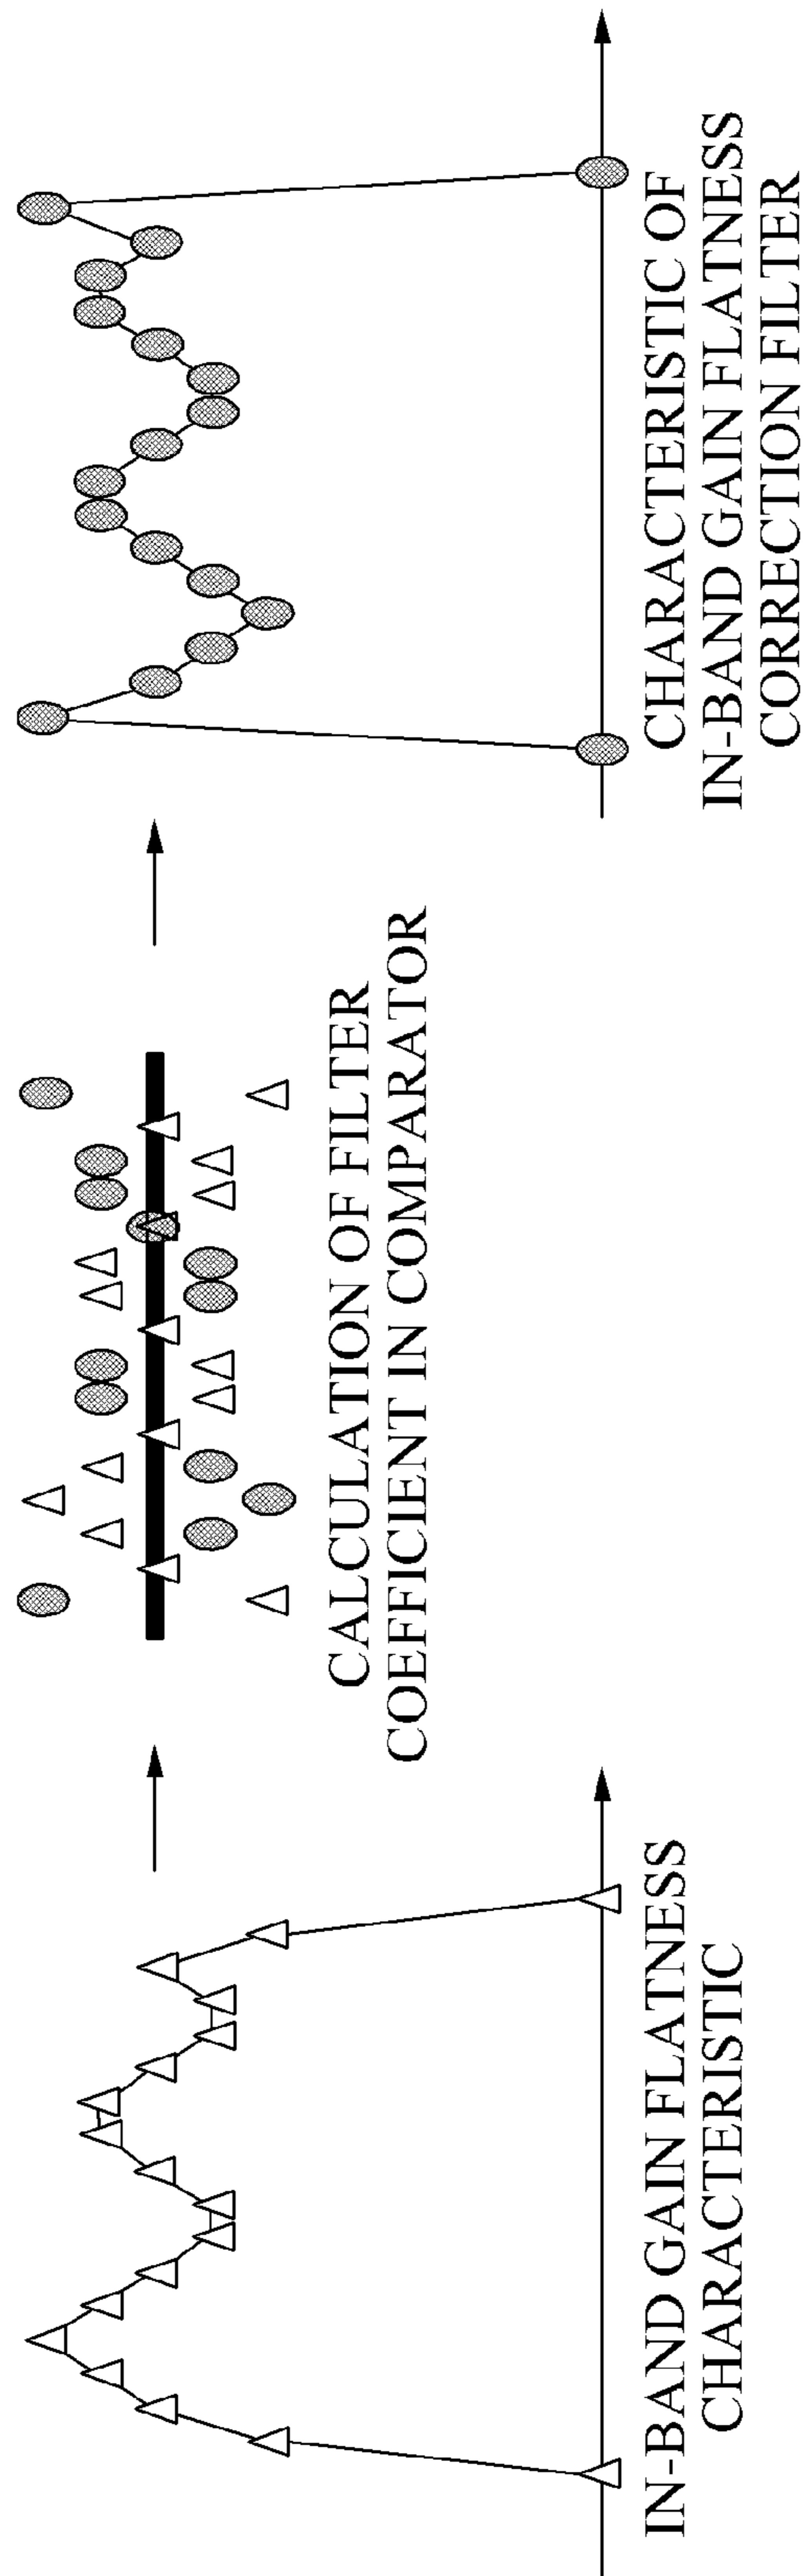 IN-BAND GAIN FLATNESS
CHARACTERISTIC
CALCULATION OF FILTER
COEFFICIENT IN COMPARATOR
CHARACTERISTIC OF
IN-BAND GAIN FLATNESS
CORRECTION FILTER